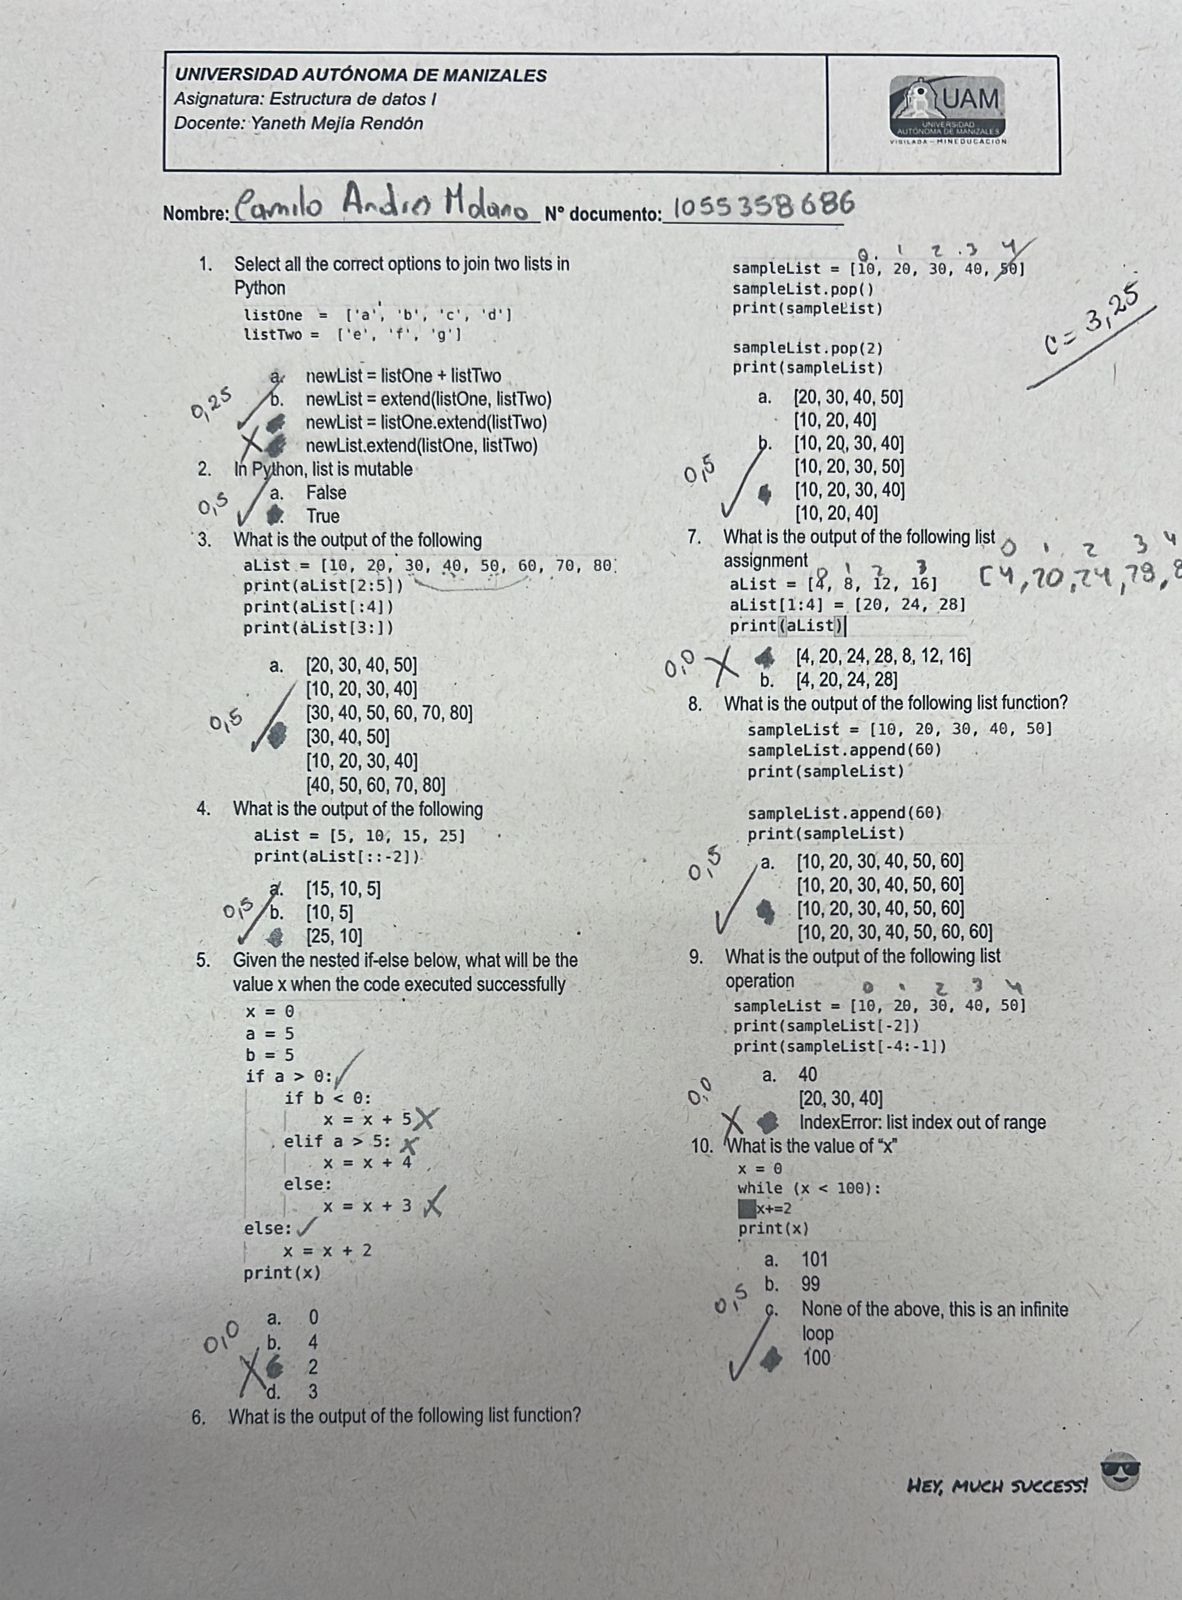 UNIVERSIDAD AUTÓNOMA DE MANIZALES
Asignatura: Estructura de datos I
Docente: Yaneth Mejía Rendón
UAM
UNIVERSIDAD
AUTÓNOMA DE MANIZALES
VIGILADA - MINEDUCACIÓN
Nombre: Camilo Andres Molano N° documento: 1055358686
1. Select all the correct options to join two lists in
Python
listOne = ['a', 'b', 'c', 'd']
listTwo = ['e', 'f', 'g']
0,25
a. newList = listOne + listTwo
b. newList = extend(listOne, listTwo)
newList = listOne.extend(listTwo)
X newList.extend(listOne, listTwo)
2. In Python, list is mutable
0,5
a. False
True
3. What is the output of the following
aList = [10, 20, 30, 40, 50, 60, 70, 80
print(aList[2:5])
print(aList[:4])
print(aList[3:])
0,5
a. [20, 30, 40, 50]
[10, 20, 30, 40]
[30, 40, 50, 60, 70, 80]
[30, 40, 50]
[10, 20, 30, 40]
[40, 50, 60, 70, 80]
4. What is the output of the following
aList = [5, 10, 15, 25]
print(aList[::-2])
0,5
a. [15, 10, 5]
b. [10, 5]
[25, 10]
5. Given the nested if-else below, what will be the
value x when the code executed successfully
x = 0
a = 5
b = 5
if a > 0:
if b < 0:
x = x + 5 X
elif a > 5: X
x = x + 4
else:
x = x + 3 X
else:
x = x + 2
print(x)
0,0
a. 0
b. 4
X 2
d. 3
6. What is the output of the following list function?
0 1 2 3 4
sampleList = [10, 20, 30, 40, 50]
sampleList.pop()
print(sampleList)
C = 3,25
sampleList.pop(2)
print(sampleList)
0,5
a. [20, 30, 40, 50]
[10, 20, 40]
b. [10, 20, 30, 40]
[10, 20, 30, 50]
[10, 20, 30, 40]
[10, 20, 40]
7. What is the output of the following list
assignment
0 1 2 3 4
0 1 2 3
aList = [4, 8, 12, 16]
aList[1:4] = [20, 24, 28]
print(aList)
0,0
X [4, 20, 24, 28, 8, 12, 16]
b. [4, 20, 24, 28]
8. What is the output of the following list function?
sampleList = [10, 20, 30, 40, 50]
sampleList.append(60)
print(sampleList)
sampleList.append(60)
print(sampleList)
0,5
a. [10, 20, 30, 40, 50, 60]
[10, 20, 30, 40, 50, 60]
[10, 20, 30, 40, 50, 60]
[10, 20, 30, 40, 50, 60, 60]
9. What is the output of the following list
operation
0 1 2 3 4
sampleList = [10, 20, 30, 40, 50]
print(sampleList[-2])
print(sampleList[-4:-1])
0,0
a. 40
[20, 30, 40]
X IndexError: list index out of range
10. What is the value of “x”
x = 0
while (x < 100):
x+=2
print(x)
0,5
a. 101
b. 99
c. None of the above, this is an infinite
loop
100
HEY, MUCH SUCCESS!